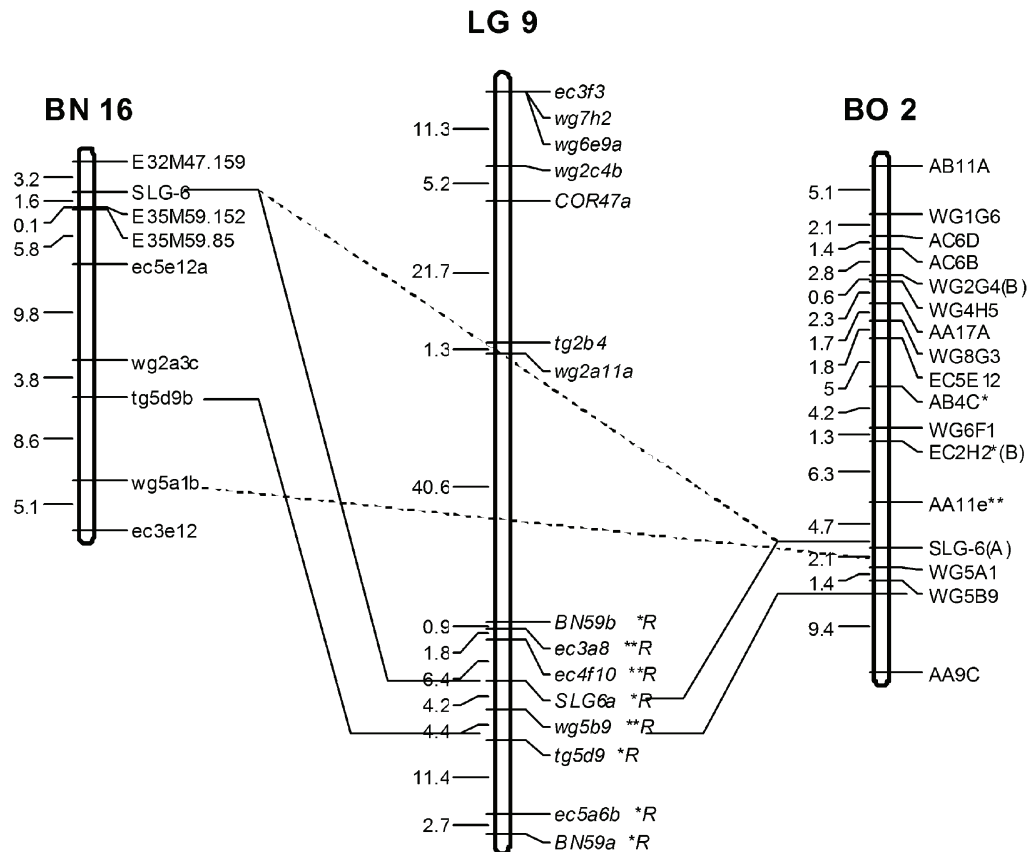 LG 9
BN 16
E32M47.159
3.2
SLG-6
1.6
E35M59.152
0.1
E35M59.85
5.8
ec5e12a
9.8
wg2a3c
3.8
tg5d9b
8.6
wg5a1b
5.1
ec3e12
ec3f3
wg7h2
11.3
wg6e9a
wg2c4b
5.2
COR47a
21.7
tg2b4
1.3
wg2a11a
40.6
BN59b *R
0.9
ec3a8 **R
1.8
ec4f10 **R
6.4
SLG6a *R
4.2
wg5b9 **R
4.4
tg5d9 *R
11.4
ec5a6b *R
2.7
BN59a *R
BO 2
AB11A
5.1
WG1G6
2.1
AC6D
1.4
AC6B
2.8
WG2G4(B)
0.6
WG4H5
2.3
AA17A
1.7
WG8G3
1.8
EC5E12
5
AB4C*
4.2
WG6F1
1.3
EC2H2*(B)
6.3
AA11e**
4.7
SLG-6(A)
2.1
WG5A1
1.4
WG5B9
9.4
AA9C